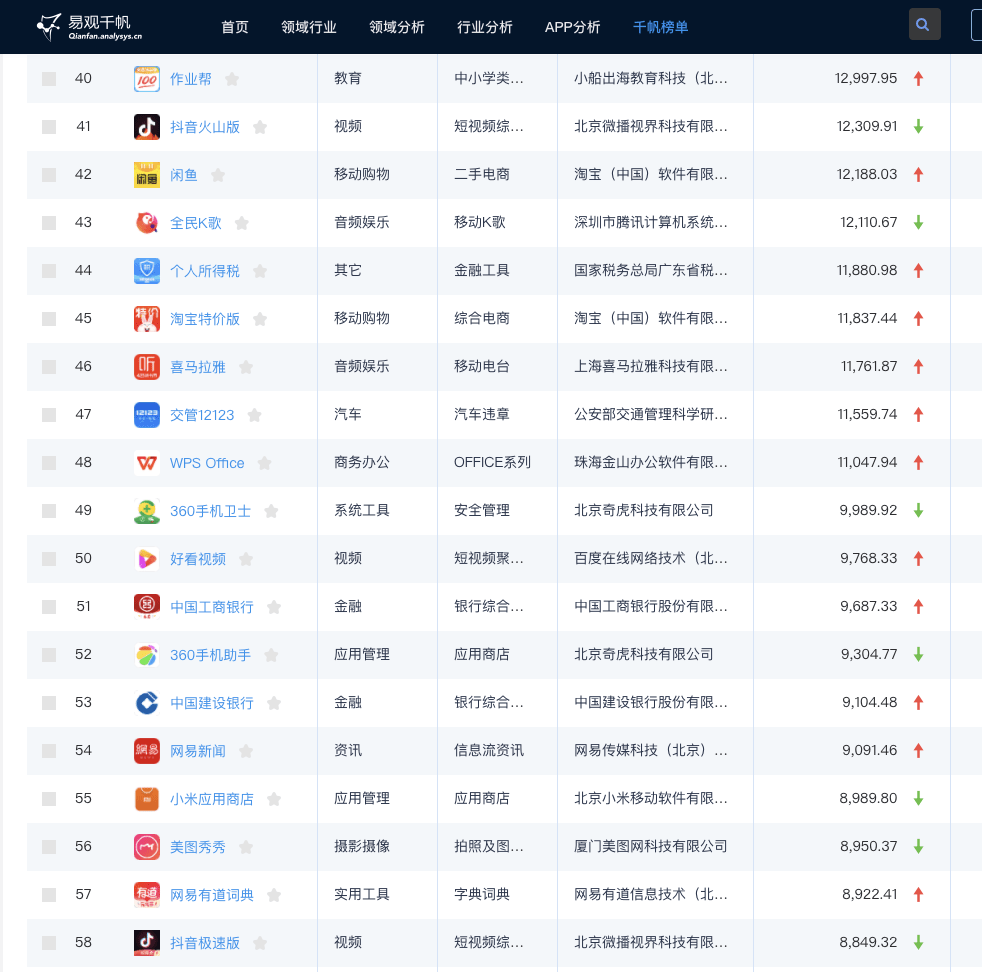 易观千帆 首页 领域行业 领域分析 行业分析 APP分析 千帆榜单
Qianfan.analysys.cn
40 作业帮 教育 中小学类... 小船出海教育科技（北... 12,997.95
41 抖音火山版 视频 短视频综... 北京微播视界科技有限... 12,309.91
42 闲鱼 移动购物 二手电商 淘宝（中国）软件有限... 12,188.03
43 全民K歌 音频娱乐 移动K歌 深圳市腾讯计算机系统... 12,110.67
44 个人所得税 其它 金融工具 国家税务总局广东省税... 11,880.98
45 淘宝特价版 移动购物 综合电商 淘宝（中国）软件有限... 11,837.44
46 喜马拉雅 音频娱乐 移动电台 上海喜马拉雅科技有限... 11,761.87
47 交管12123 汽车 汽车违章 公安部交通管理科学研... 11,559.74
48 WPS Office 商务办公 OFFICE系列 珠海金山办公软件有限... 11,047.94
49 360手机卫士 系统工具 安全管理 北京奇虎科技有限公司 9,989.92
50 好看视频 视频 短视频聚... 百度在线网络技术（北... 9,768.33
51 中国工商银行 金融 银行综合... 中国工商银行股份有限... 9,687.33
52 360手机助手 应用管理 应用商店 北京奇虎科技有限公司 9,304.77
53 中国建设银行 金融 银行综合... 中国建设银行股份有限... 9,104.48
54 网易新闻 资讯 信息流资讯 网易传媒科技（北京）... 9,091.46
55 小米应用商店 应用管理 应用商店 北京小米移动软件有限... 8,989.80
56 美图秀秀 摄影摄像 拍照及图... 厦门美图网科技有限公司 8,950.37
57 网易有道词典 实用工具 字典词典 网易有道信息技术（北... 8,922.41
58 抖音极速版 视频 短视频综... 北京微播视界科技有限... 8,849.32